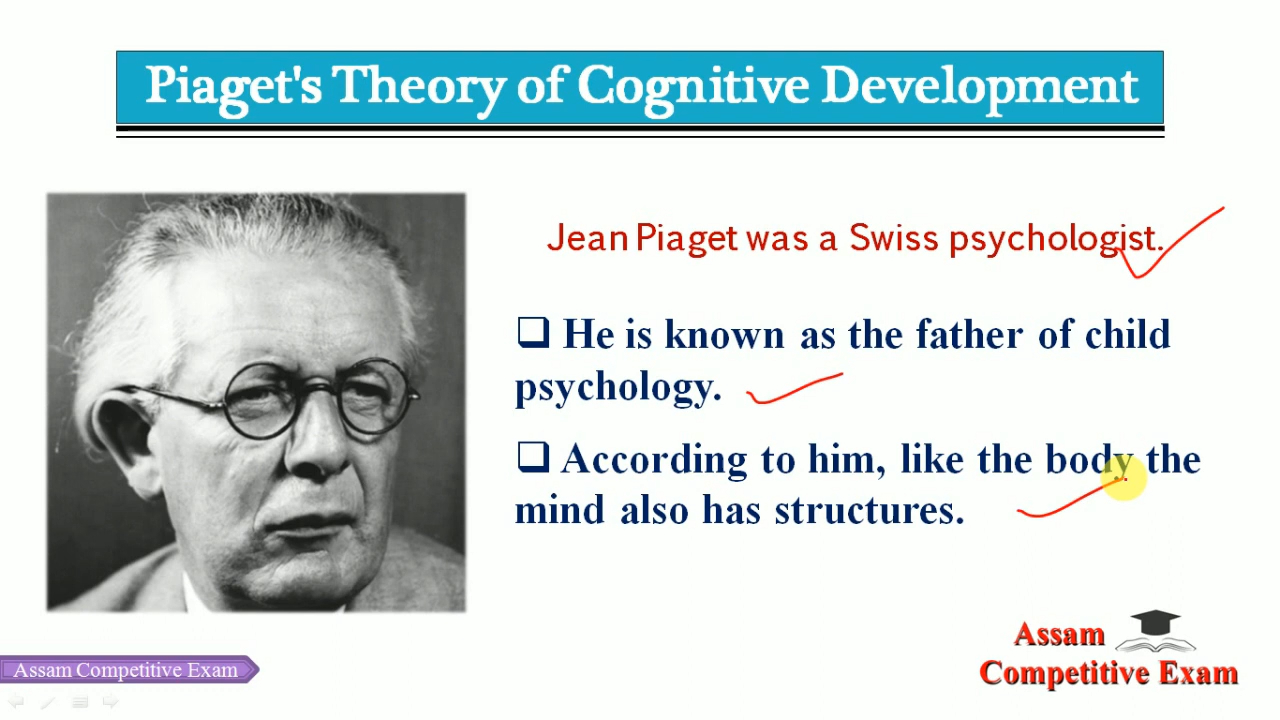 Piaget's Theory of Cognitive Development
Jean Piaget was a Swiss psychologist.
❑ He is known as the father of child
psychology.
❑ According to him, like the body the
mind also has structures.
Assam
Competitive Exam
Assam Competitive Exam